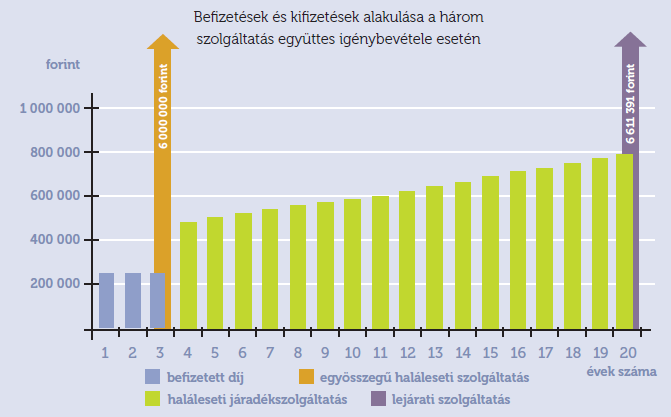 Befizetések és kifizetések alakulása a három
szolgáltatás együttes igénybevétele esetén
forint
1 000 000
800 000
600 000
400 000
200 000
6 000 000 forint
6 611 391 forint
1 2 3 4 5 6 7 8 9 10 11 12 13 14 15 16 17 18 19 20
évek száma
befizetett díj
egyösszegű haláleseti szolgáltatás
haláleseti járadékszolgáltatás
lejárati szolgáltatás